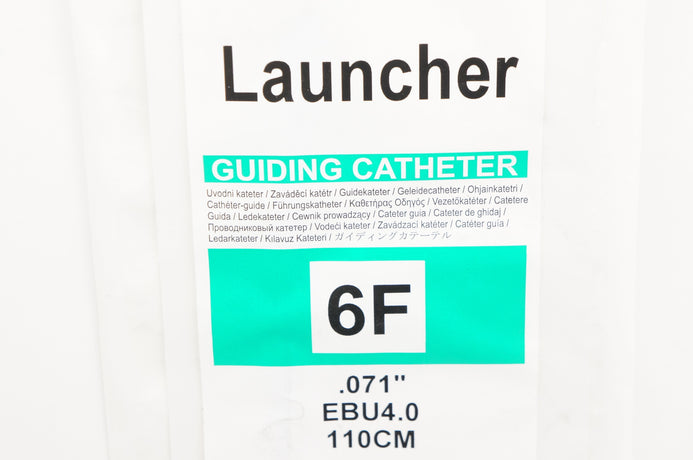 Launcher
GUIDING CATHETER
Uvodni kateter / Zaváděcí katétr / Guidekateter / Geleidecatheter / Ohjainkatetri /
Cathéter-guide / Führungskatheter / Καθετήρας Οδηγός / Vezetőkatéter / Catetere
Guida / Ledekateter / Cewnik prowadzący / Cateter guia / Cateter de ghidaj /
Проводниковый катетер / Vodeći kateter / Zavádzací katéter / Catéter guía /
Ledarkateter / Kılavuz Kateteri / ガイディングカテーテル
6F
.071"
EBU4.0
110CM